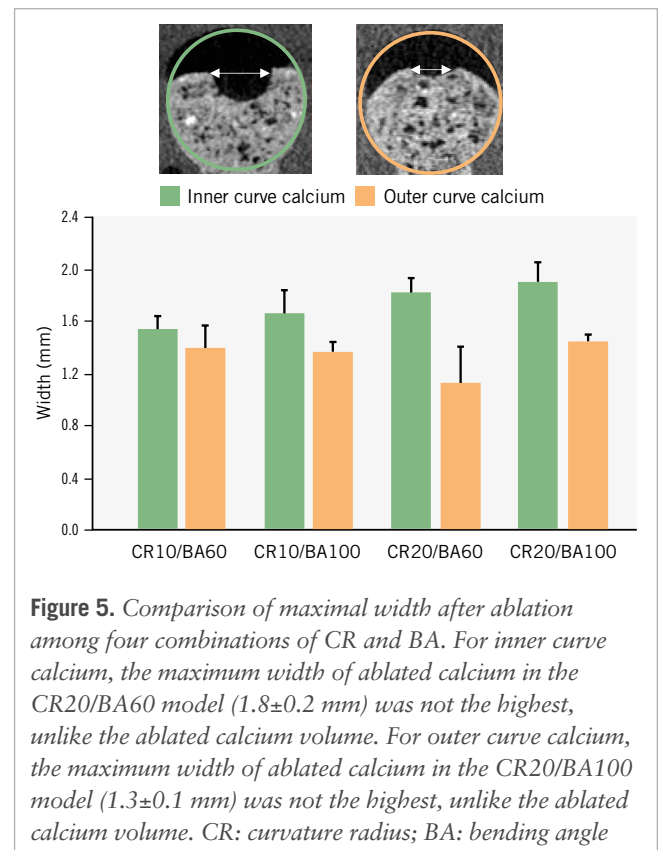 Inner curve calcium Outer curve calcium
2.4
2.0
1.6
1.2
0.8
0.4
0.0
Width (mm)
CR10/BA60 CR10/BA100 CR20/BA60 CR20/BA100
Figure 5. Comparison of maximal width after ablation
among four combinations of CR and BA. For inner curve
calcium, the maximum width of ablated calcium in the
CR20/BA60 model (1.8±0.2 mm) was not the highest,
unlike the ablated calcium volume. For outer curve calcium,
the maximum width of ablated calcium in the CR20/BA100
model (1.3±0.1 mm) was not the highest, unlike the ablated
calcium volume. CR: curvature radius; BA: bending angle